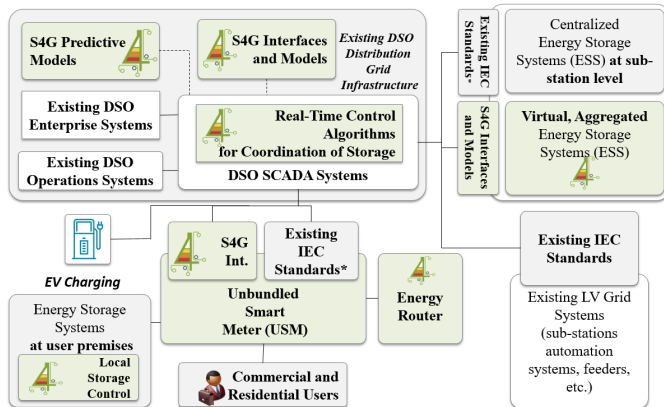 S4G Predictive
Models
S4G Interfaces
and Models
Existing DSO
Distribution
Grid
Infrastructure
Existing DSO
Enterprise Systems
Real-Time Control
Algorithms
for Coordination of Storage
DSO SCADA Systems
Existing DSO
Operations Systems
Existing IEC
Standards*
Centralized
Energy Storage
Systems (ESS) at sub-
station level
S4G Interfaces
and Models
Virtual, Aggregated
Energy Storage
Systems (ESS)
EV Charging
S4G
Int.
Existing
IEC
Standards*
Unbundled
Smart
Meter (USM)
Energy
Router
Existing IEC
Standards
Energy Storage
Systems
at user premises
Local
Storage
Control
Commercial and
Residential Users
Existing LV Grid
Systems
(sub-stations
automation
systems, feeders,
etc.)